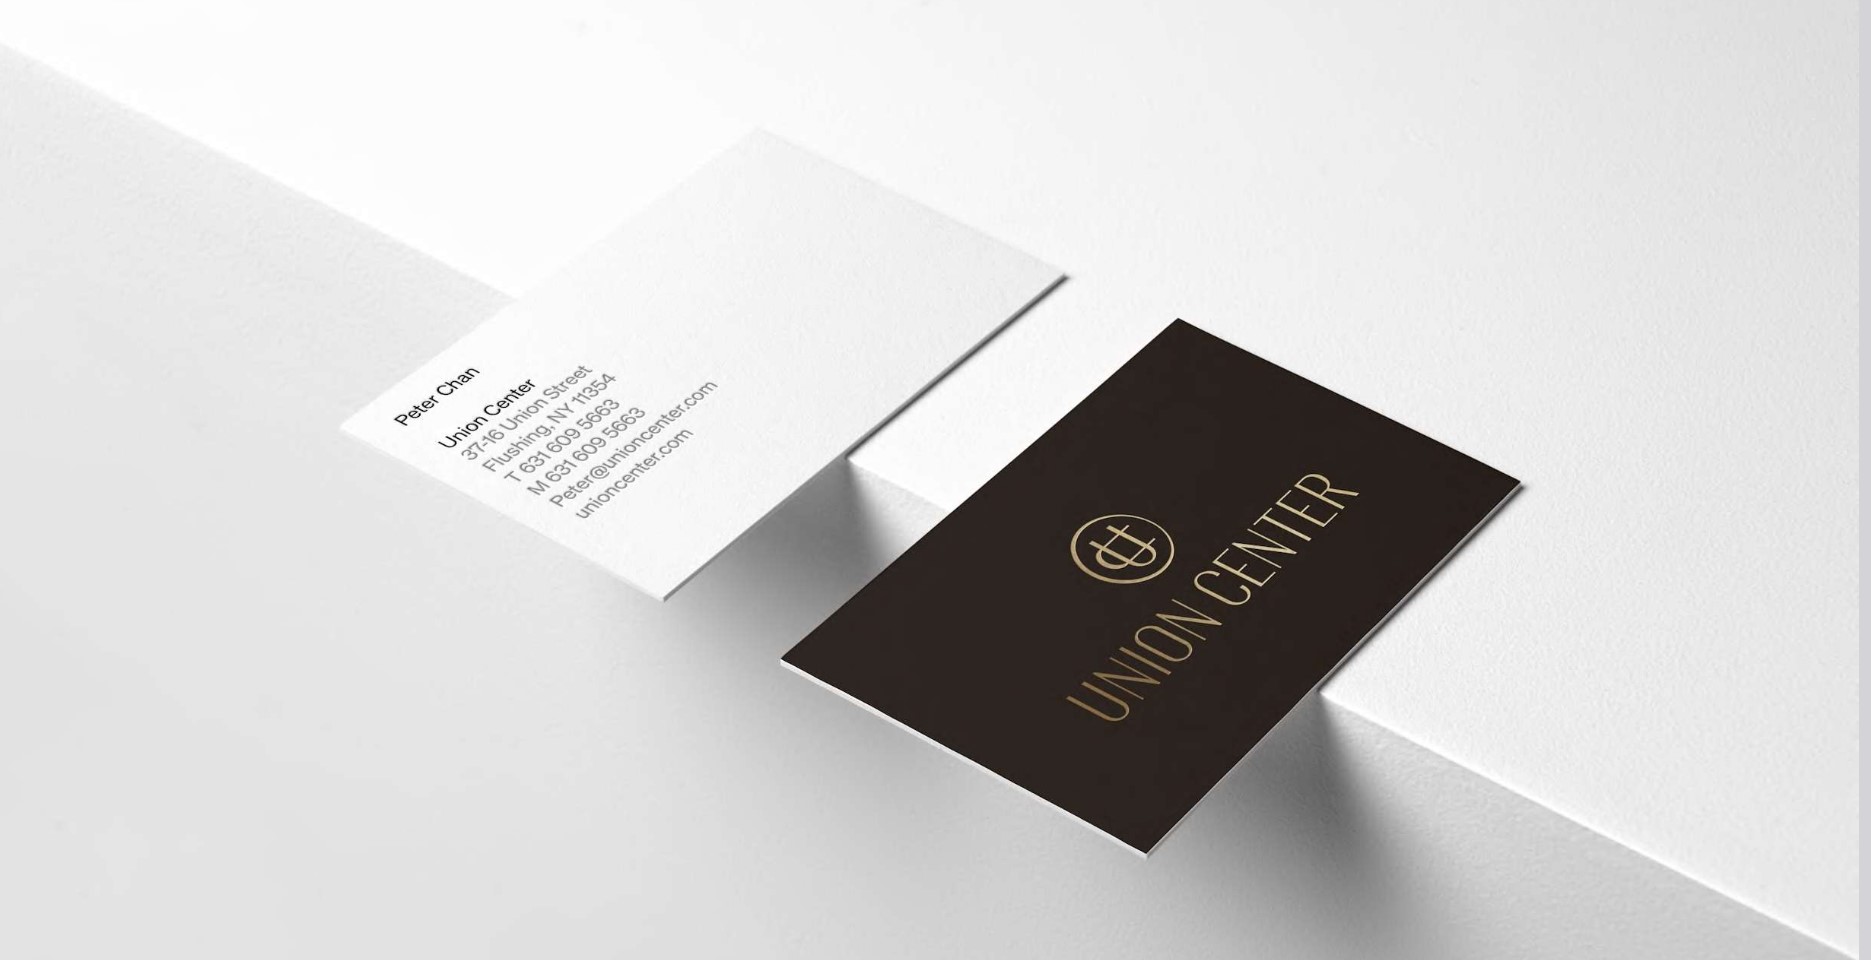 Peter Chan
Union Center
37-16 Union Street
Flushing, NY 11354
T 631 609 5663
M 631 609 5663
Peter@unioncenter.com
unioncenter.com
UNION CENTER